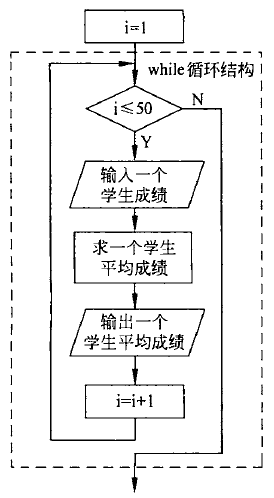 i=1
while循环结构
i≤50
N
Y
输入一个
学生成绩
求一个学生
平均成绩
输出一个
学生平均成绩
i=i+1